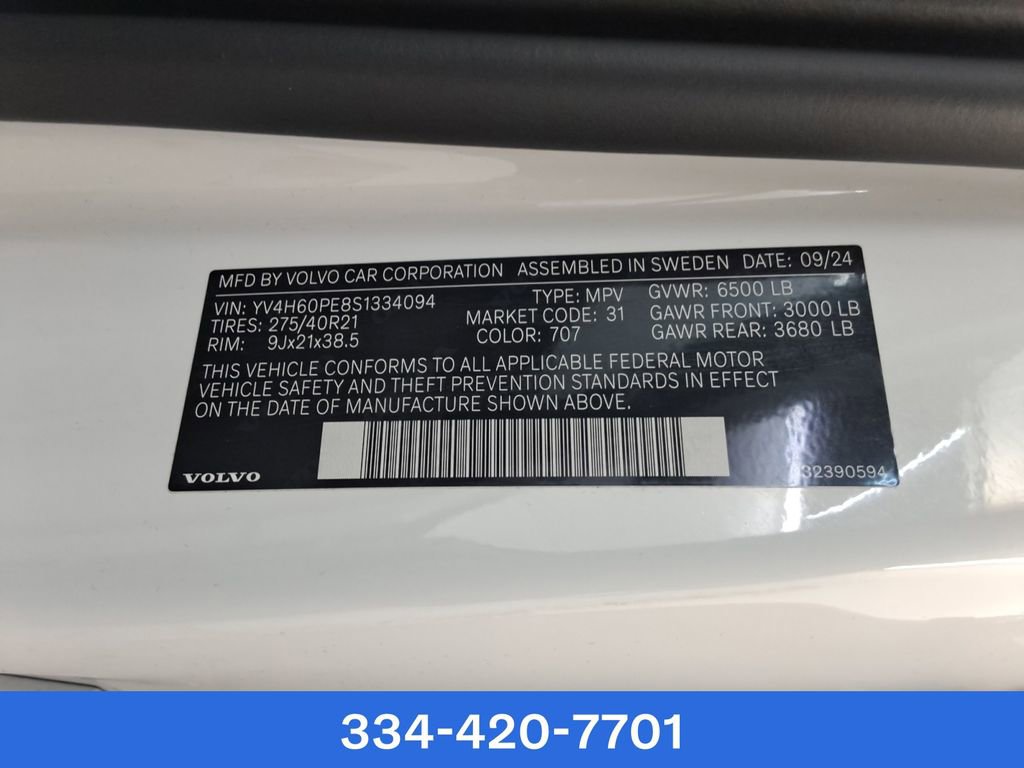 MFD BY VOLVO CAR CORPORATION ASSEMBLED IN SWEDEN DATE: 09/24
VIN: YV4H60PE8S1334094 TYPE: MPV GVWR: 6500 LB
TIRES: 275/40R21 MARKET CODE: 31 GAWR FRONT: 3000 LB
RIM: 9Jx21x38.5 COLOR: 707 GAWR REAR: 3680 LB
THIS VEHICLE CONFORMS TO ALL APPLICABLE FEDERAL MOTOR
VEHICLE SAFETY AND THEFT PREVENTION STANDARDS IN EFFECT
ON THE DATE OF MANUFACTURE SHOWN ABOVE.
VOLVO
334-420-7701